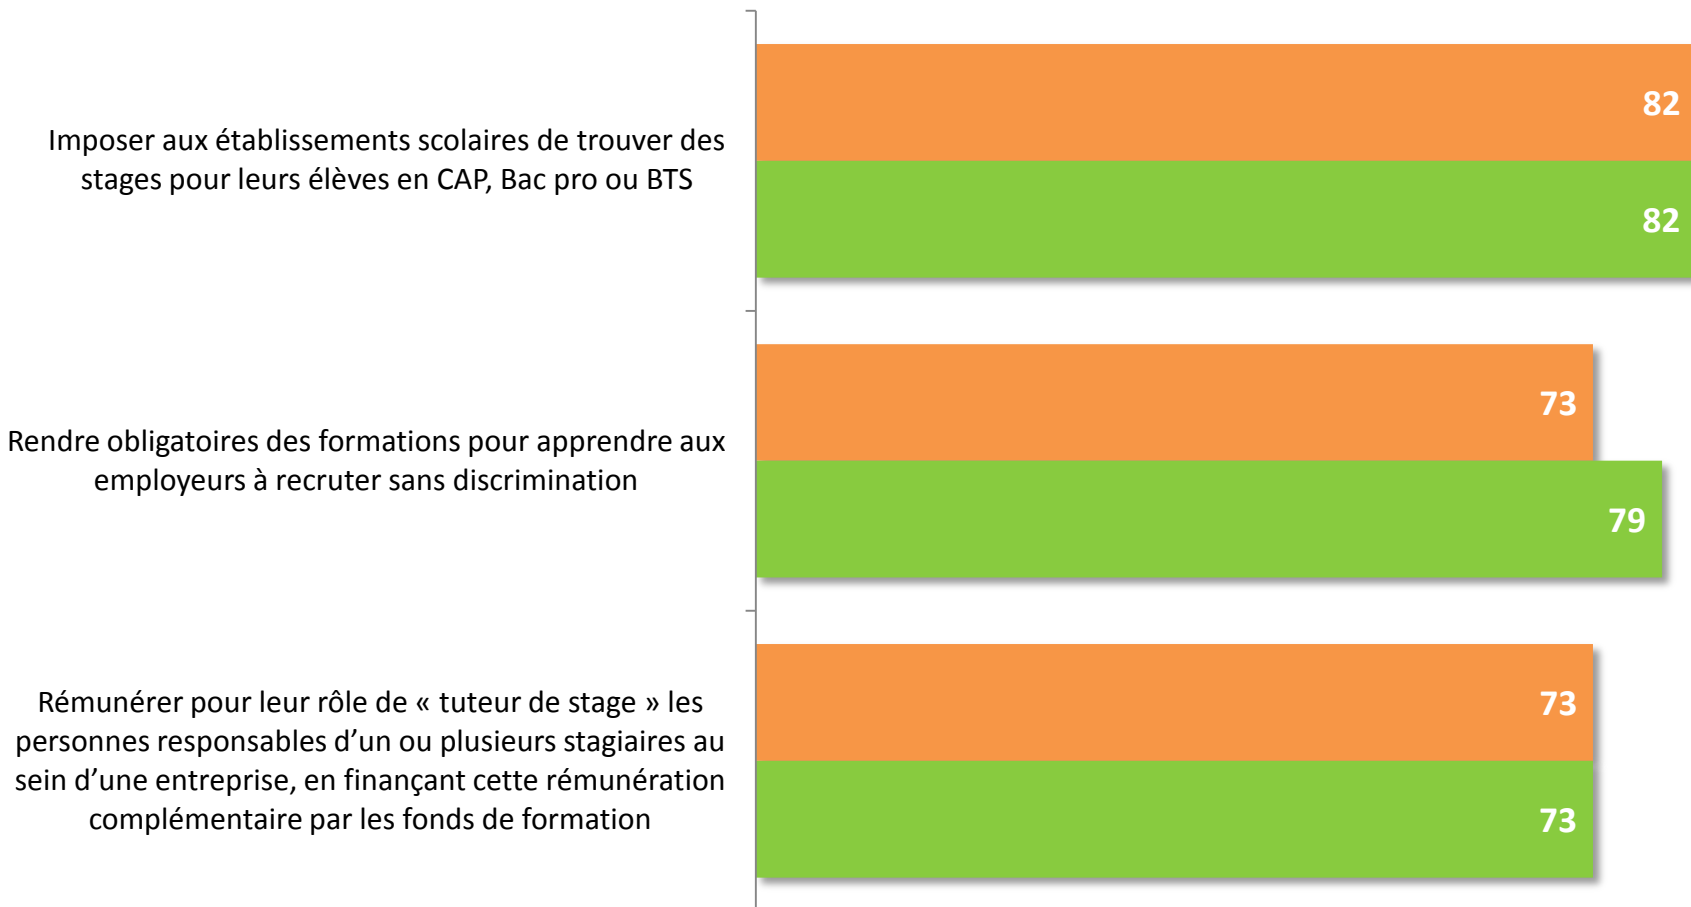 Imposer aux établissements scolaires de trouver des
stages pour leurs élèves en CAP, Bac pro ou BTS
82
82
Rendre obligatoires des formations pour apprendre aux
employeurs à recruter sans discrimination
73
79
Rémunérer pour leur rôle de « tuteur de stage » les
personnes responsables d’un ou plusieurs stagiaires au
sein d’une entreprise, en finançant cette rémunération
complémentaire par les fonds de formation
73
73